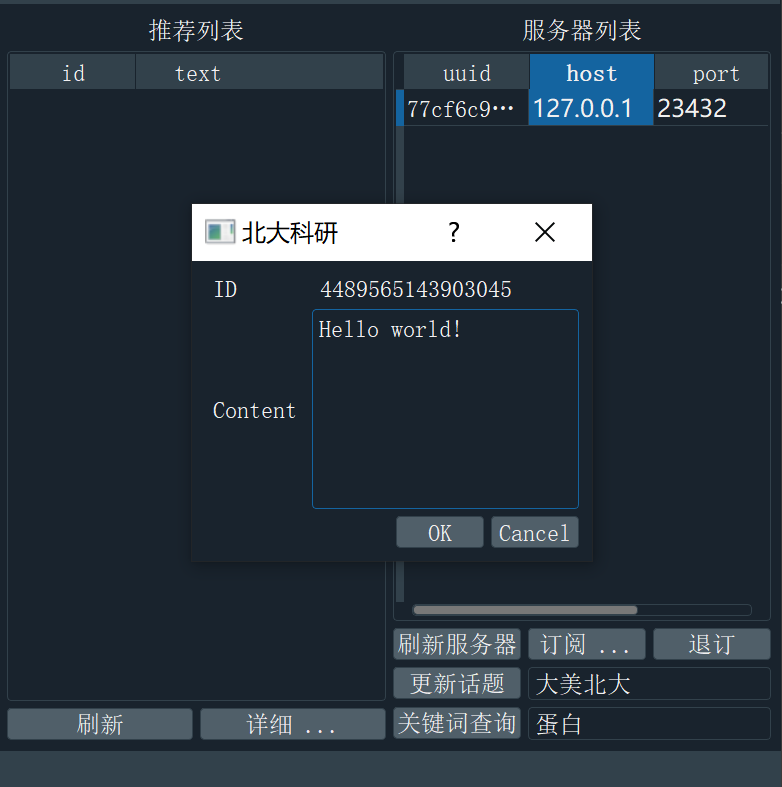 推荐列表
服务器列表
id text
uuid host port
77cf6c9… 127.0.0.1 23432
北大科研 ?
ID 4489565143903045
Hello world!
Content
OK Cancel
刷新服务器 订阅 ... 退订
更新话题 大美北大
关键词查询 蛋白
刷新 详细 ...